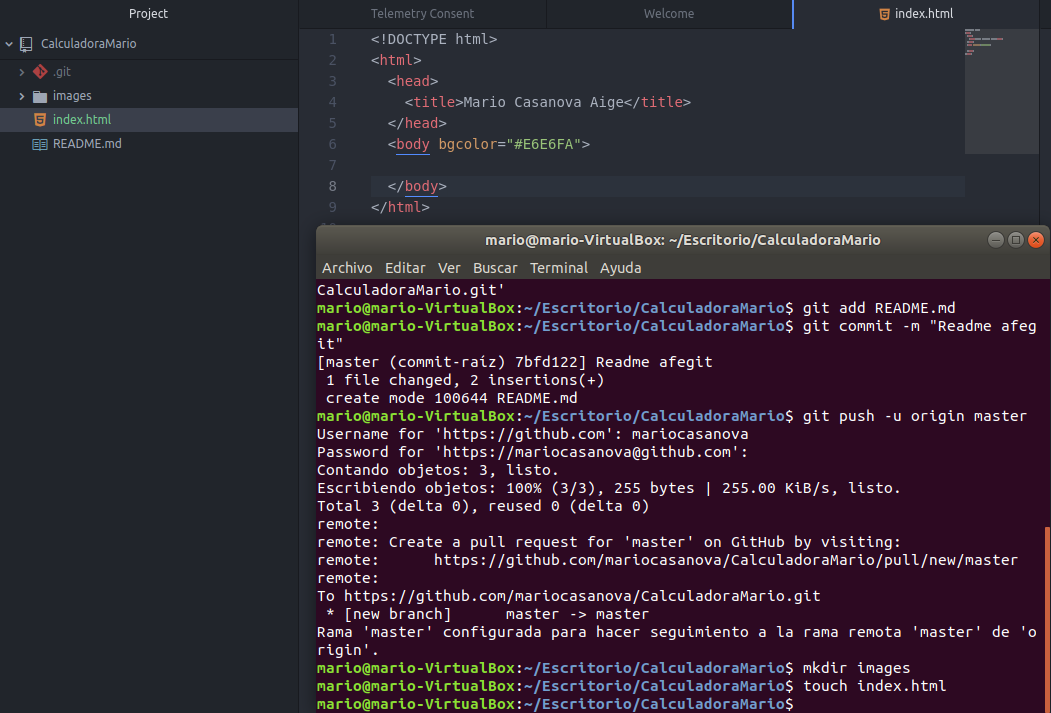 Project
Telemetry Consent
Welcome
index.html
CalculadoraMario
.git
images
index.html
README.md
1 <!DOCTYPE html>
2 <html>
3 <head>
4 <title>Mario Casanova Aige</title>
5 </head>
6 <body bgcolor="#E6E6FA">
7
8 </body>
9 </html>
10
mario@mario-VirtualBox: ~/Escritorio/CalculadoraMario
Archivo Editar Ver Buscar Terminal Ayuda
CalculadoraMario.git'
mario@mario-VirtualBox:~/Escritorio/CalculadoraMario$ git add README.md
mario@mario-VirtualBox:~/Escritorio/CalculadoraMario$ git commit -m "Readme afeg
it"
[master (commit-raíz) 7bfd122] Readme afegit
1 file changed, 2 insertions(+)
create mode 100644 README.md
mario@mario-VirtualBox:~/Escritorio/CalculadoraMario$ git push -u origin master
Username for 'https://github.com': mariocasanova
Password for 'https://mariocasanova@github.com':
Contando objetos: 3, listo.
Escribiendo objetos: 100% (3/3), 255 bytes | 255.00 KiB/s, listo.
Total 3 (delta 0), reused 0 (delta 0)
remote:
remote: Create a pull request for 'master' on GitHub by visiting:
remote:      https://github.com/mariocasanova/CalculadoraMario/pull/new/master
remote:
To https://github.com/mariocasanova/CalculadoraMario.git
* [new branch]      master -> master
Rama 'master' configurada para hacer seguimiento a la rama remota 'master' de 'o
rigin'.
mario@mario-VirtualBox:~/Escritorio/CalculadoraMario$ mkdir images
mario@mario-VirtualBox:~/Escritorio/CalculadoraMario$ touch index.html
mario@mario-VirtualBox:~/Escritorio/CalculadoraMario$